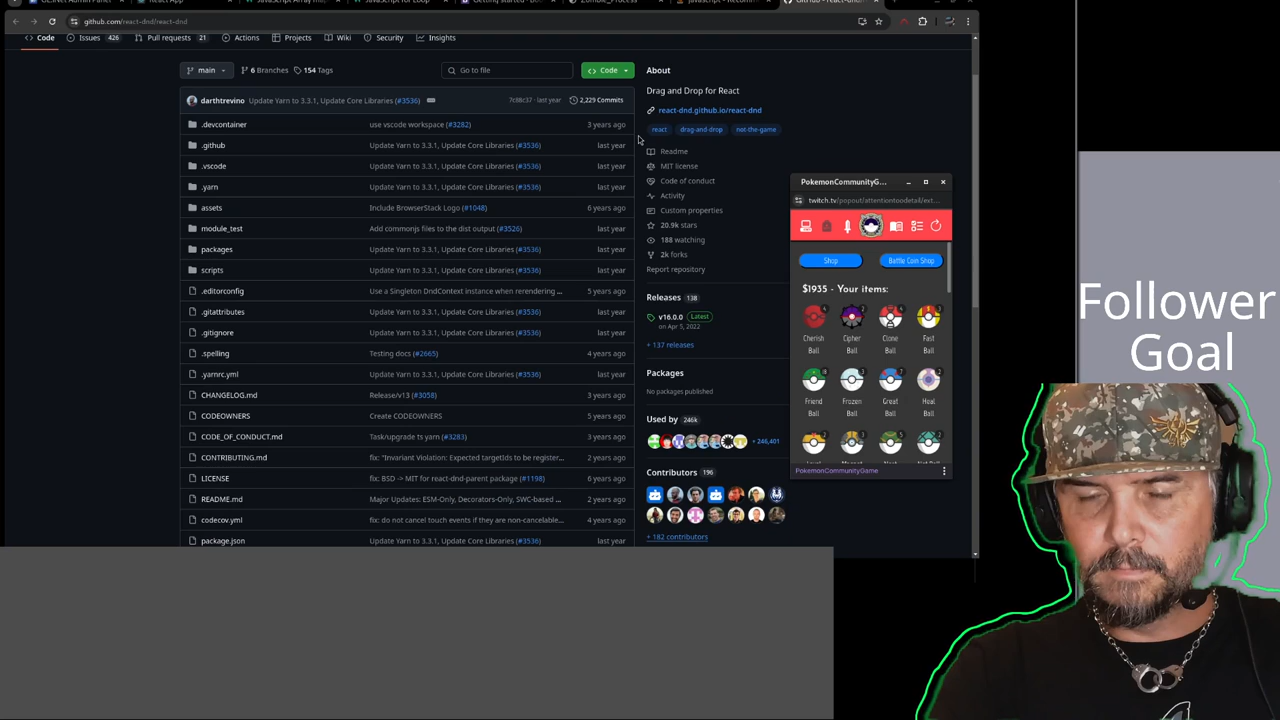 React App
JavaScript for Loop
Getting started
Zombie_Process
github.com/react-dnd/react-dnd
Code
Issues 426
Pull requests 21
Actions
Projects
Wiki
Security
Insights
main
6 Branches
154 Tags
Go to file
Code
darthtrevino Update Yarn to 3.3.1, Update Core Libraries (#3536) 7c88c37 · last year 2,229 Commits
.devcontainer use vscode workspace (#3282) 3 years ago
.github Update Yarn to 3.3.1, Update Core Libraries (#3536) last year
.vscode Update Yarn to 3.3.1, Update Core Libraries (#3536) last year
.yarn Update Yarn to 3.3.1, Update Core Libraries (#3536) last year
assets Include BrowserStack Logo (#1048) 6 years ago
module_test Add commonjs files to the dist output (#3526) last year
packages Update Yarn to 3.3.1, Update Core Libraries (#3536) last year
scripts Update Yarn to 3.3.1, Update Core Libraries (#3536) last year
.editorconfig Use a Singleton DndContext instance when rerendering ... 5 years ago
.gitattributes Update Yarn to 3.3.1, Update Core Libraries (#3536) last year
.gitignore Update Yarn to 3.3.1, Update Core Libraries (#3536) last year
.spelling Testing docs (#2665) 4 years ago
.yarnrc.yml Update Yarn to 3.3.1, Update Core Libraries (#3536) last year
CHANGELOG.md Release/v13 (#3058) 3 years ago
CODEOWNERS Create CODEOWNERS 5 years ago
CODE_OF_CONDUCT.md Task/upgrade ts yarn (#3283) 3 years ago
CONTRIBUTING.md fix: "Invariant Violation: Expected targetIds to be register... 2 years ago
LICENSE fix: BSD -> MIT for react-dnd-parent package (#1198) 6 years ago
README.md Major Updates: ESM-Only, Decorators-Only, SWC-based ... 2 years ago
codecov.yml fix: do not cancel touch events if they are non-cancelable... 4 years ago
package.json Update Yarn to 3.3.1, Update Core Libraries (#3536) last year
About
Drag and Drop for React
react-dnd.github.io/react-dnd
react drag-and-drop not-the-game
Readme
MIT license
Code of conduct
Activity
Custom properties
20.9k stars
188 watching
2k forks
Report repository
Releases 138
v16.0.0 Latest
on Apr 5, 2022
+ 137 releases
Packages
No packages published
Used by 246k
+ 246,401
Contributors 196
+ 182 contributors
PokemonCommunityG...
twitch.tv/popout/attentiontoodetail/ext...
Shop
Battle Coin Shop
$1935 - Your items:
Cherish Ball
Cipher Ball
Clone Ball
Fast Ball
Friend Ball
Frozen Ball
Great Ball
Heal Ball
PokemonCommunityGame
Follower
Goal